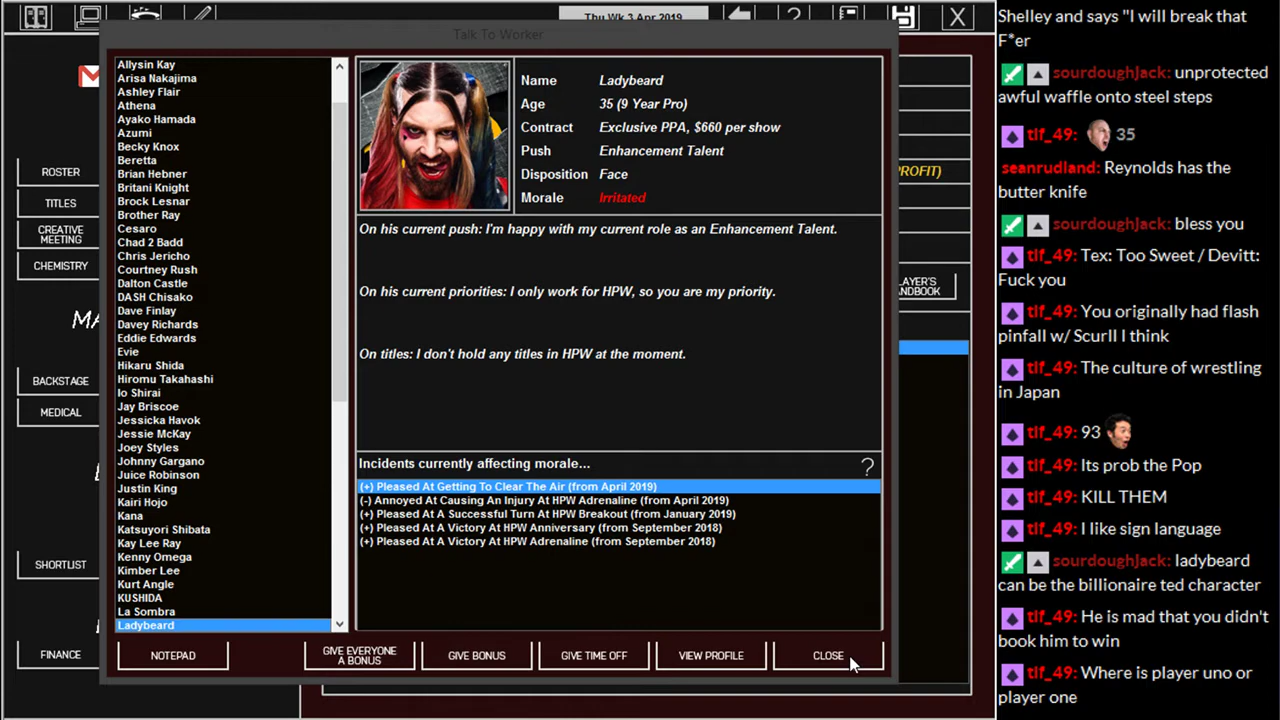 Thu Wk 3 Apr 2019
Talk To Worker
Allysin Kay
Arisa Nakajima
Ashley Flair
Athena
Ayako Hamada
Azumi
Becky Knox
Beretta
Brian Hebner
Britani Knight
Brock Lesnar
Brother Ray
Cesaro
Chad 2 Badd
Chris Jericho
Courtney Rush
Dalton Castle
DASH Chisako
Dave Finlay
Davey Richards
Eddie Edwards
Evie
Hikaru Shida
Hiromu Takahashi
Io Shirai
Jay Briscoe
Jessicka Havok
Jessie McKay
Joey Styles
Johnny Gargano
Juice Robinson
Justin King
Kairi Hojo
Kana
Katsuyori Shibata
Kay Lee Ray
Kenny Omega
Kimber Lee
Kurt Angle
KUSHIDA
La Sombra
Ladybeard
Name Ladybeard
Age 35 (9 Year Pro)
Contract Exclusive PPA, $660 per show
Push Enhancement Talent
Disposition Face
Morale Irritated
On his current push: I'm happy with my current role as an Enhancement Talent.
On his current priorities: I only work for HPW, so you are my priority.
On titles: I don't hold any titles in HPW at the moment.
Incidents currently affecting morale... ?
(+) Pleased At Getting To Clear The Air (from April 2019)
(-) Annoyed At Causing An Injury At HPW Adrenaline (from April 2019)
(+) Pleased At A Successful Turn At HPW Breakout (from January 2019)
(+) Pleased At A Victory At HPW Anniversary (from September 2018)
(+) Pleased At A Victory At HPW Adrenaline (from September 2018)
NOTEPAD
GIVE EVERYONE
A BONUS
GIVE BONUS
GIVE TIME OFF
VIEW PROFILE
CLOSE
ROSTER
TITLES
CREATIVE
MEETING
CHEMISTRY
MA
BACKSTAGE
MEDICAL
SHORTLIST
FINANCE
PROFIT)
LAYER'S
NDBOOK
Shelley and says "I will break that
F*er
sourdoughjack: unprotected
awful waffle onto steel steps
tlf_49: 35
seanrudland: Reynolds has the
butter knife
sourdoughjack: bless you
tlf_49: Tex: Too Sweet / Devitt:
Fuck you
tlf_49: You originally had flash
pinfall w/ Scurll I think
tlf_49: The culture of wrestling
in Japan
tlf_49: 93
tlf_49: Its prob the Pop
tlf_49: KILL THEM
tlf_49: I like sign language
sourdoughjack: ladybeard
can be the billionaire ted character
tlf_49: He is mad that you didn't
book him to win
tlf_49: Where is player uno or
player one